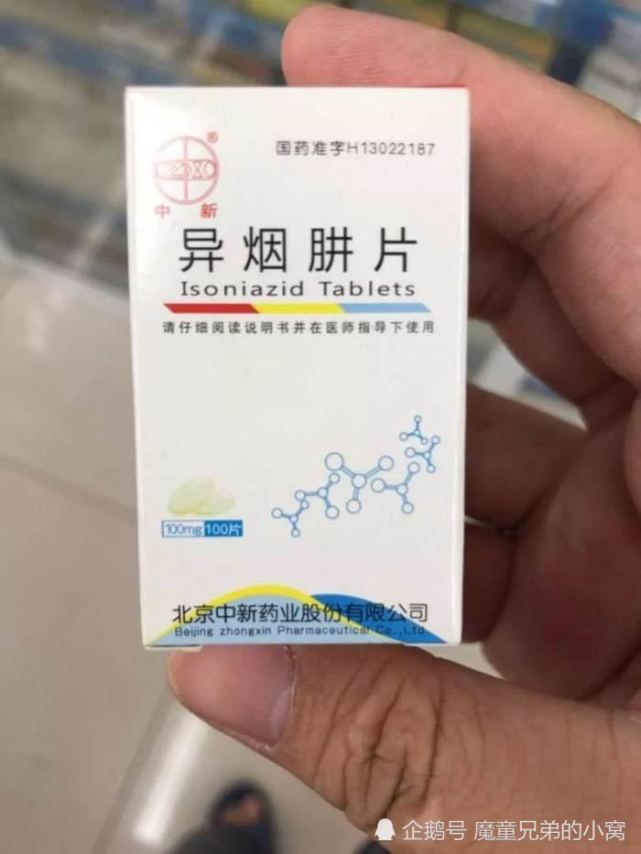 国药准字H13022187
®
中新
异烟肼片
Isoniazid Tablets
请仔细阅读说明书并在医师指导下使用
100mg 100片
北京中新药业股份有限公司
Beijing zhongxin Pharmaceutical Co.,Ltd
企鹅号 魔童兄弟的小窝